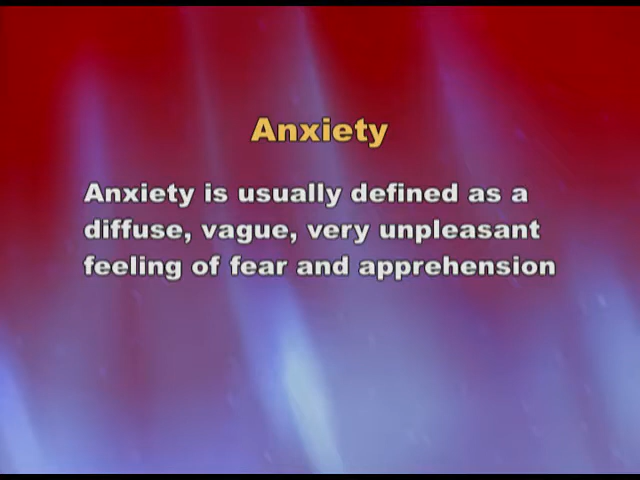 Anxiety
Anxiety is usually defined as a
diffuse, vague, very unpleasant
feeling of fear and apprehension